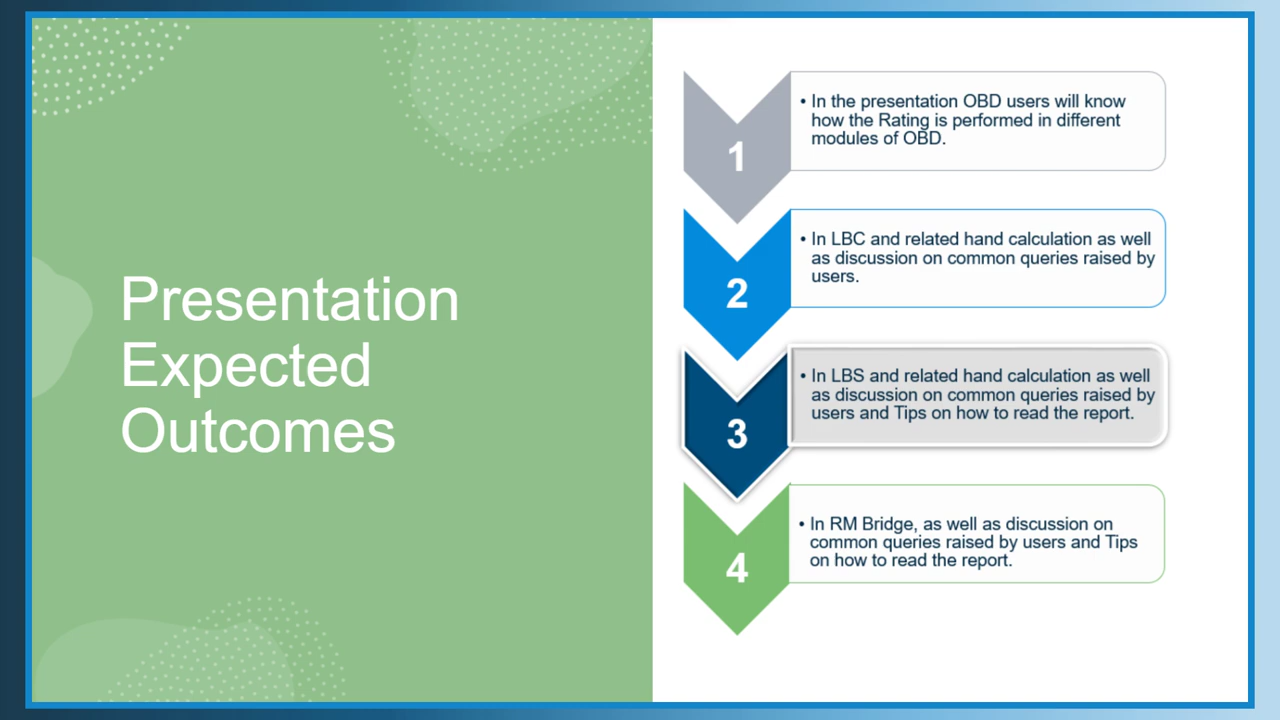 Presentation
Expected
Outcomes
1
• In the presentation OBD users will know
how the Rating is performed in different
modules of OBD.
2
• In LBC and related hand calculation as well
as discussion on common queries raised by
users.
3
• In LBS and related hand calculation as well
as discussion on common queries raised by
users and Tips on how to read the report.
4
• In RM Bridge, as well as discussion on
common queries raised by users and Tips
on how to read the report.